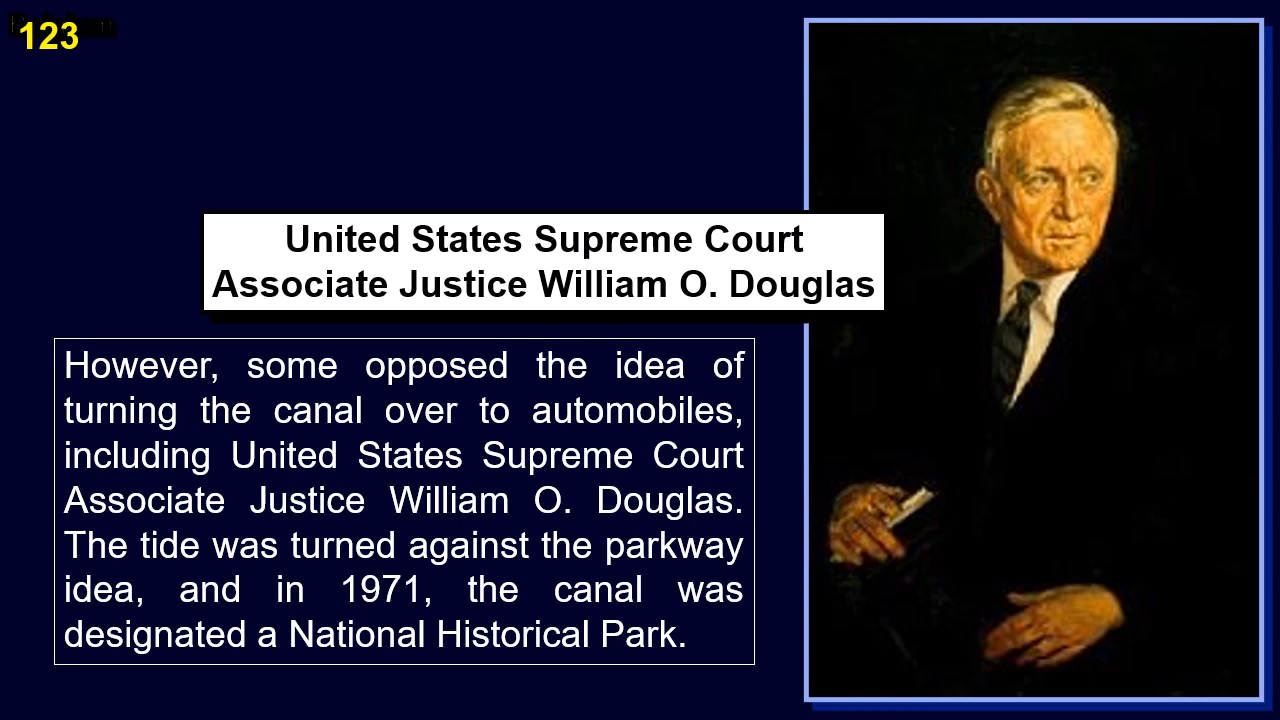 123
United States Supreme Court
Associate Justice William O. Douglas
However, some opposed the idea of
turning the canal over to automobiles,
including United States Supreme Court
Associate Justice William O. Douglas.
The tide was turned against the parkway
idea, and in 1971, the canal was
designated a National Historical Park.